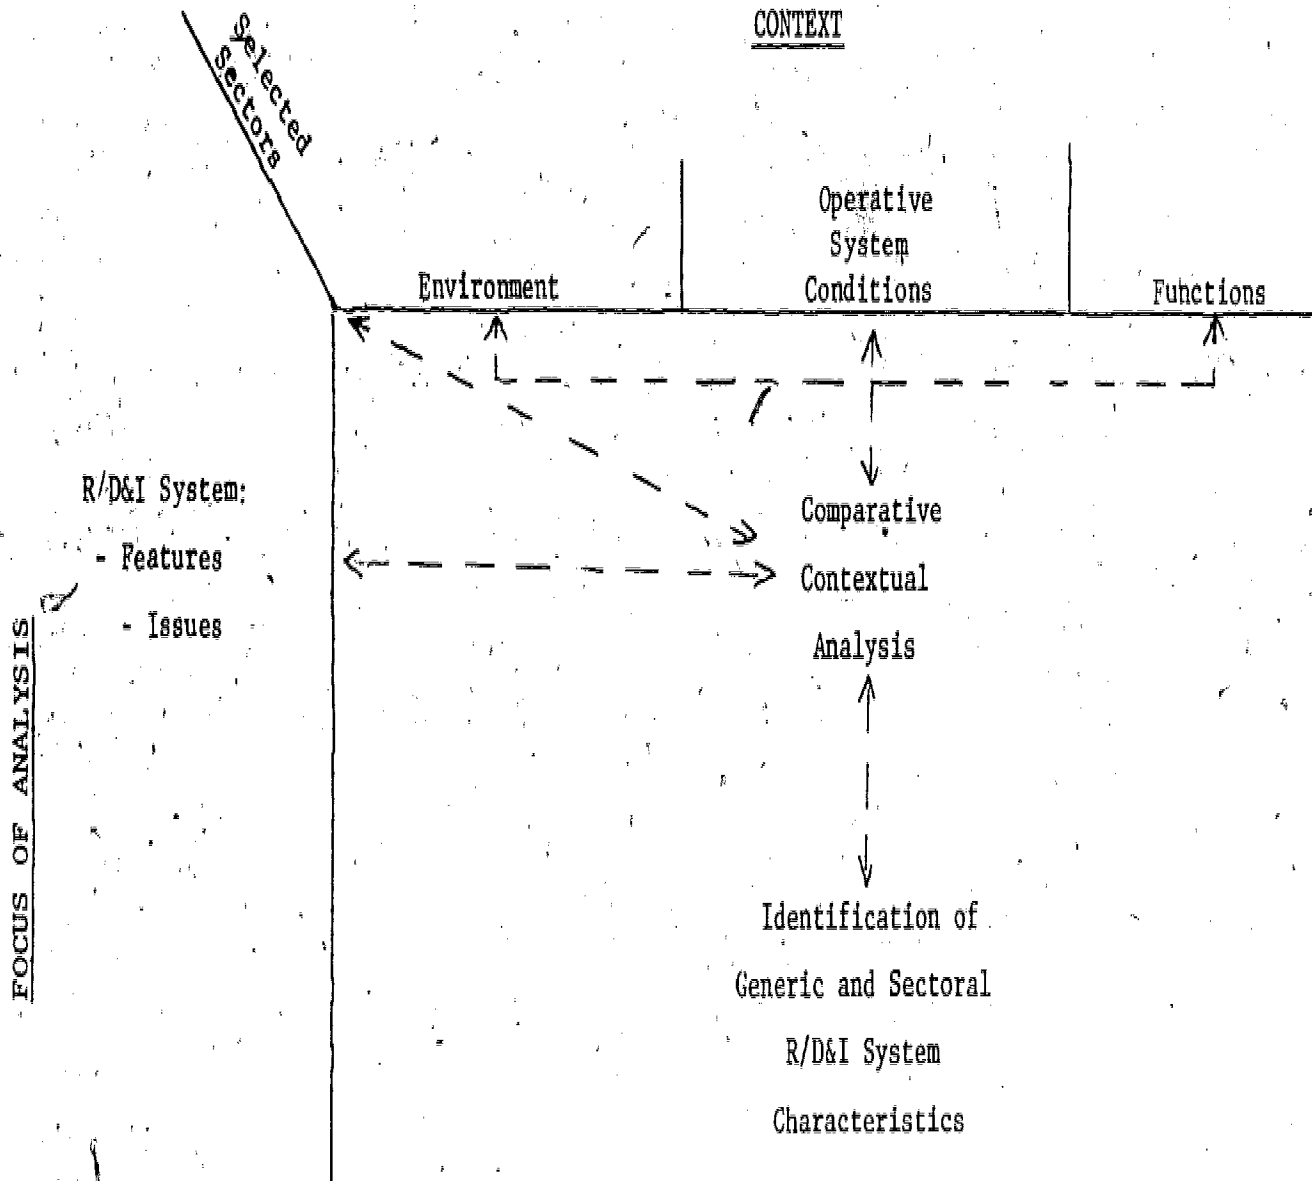 CONTEXT
Selected
Sectors
Environment
Operative
System
Conditions
Fuhctions
R/D&I System:
- Features
- Issues
FOCUS OF ANALYSIS
Comparative
Contextual
Analysis
Identification of
Generic and Sectoral
R/D&I System
Characteristics